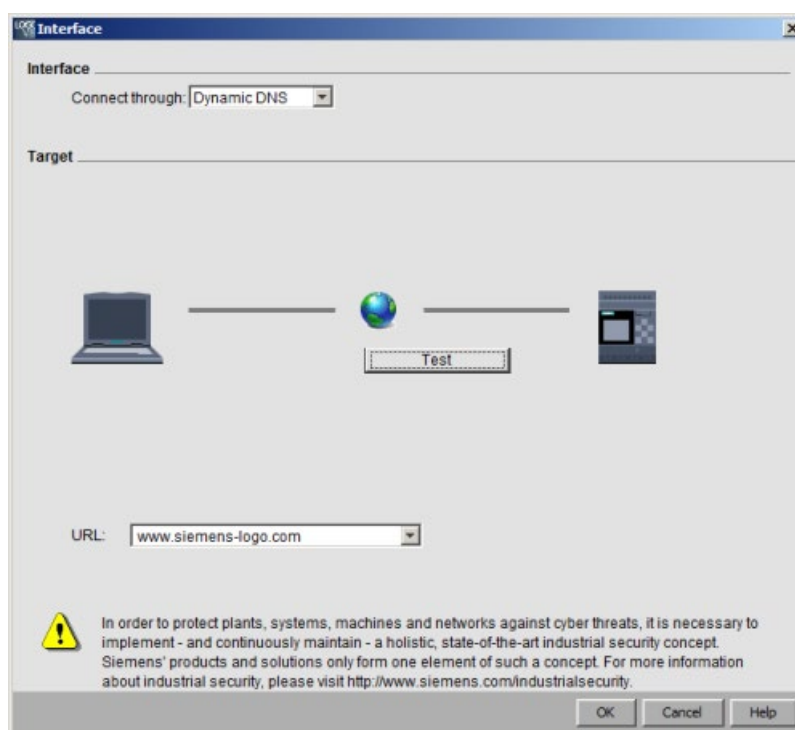 Interface
Interface
Connect through: Dynamic DNS
Target
Test
URL: www.siemens-logo.com
In order to protect plants, systems, machines and networks against cyber threats, it is necessary to
implement - and continuously maintain - a holistic, state-of-the-art industrial security concept.
Siemens' products and solutions only form one element of such a concept. For more information
about industrial security, please visit http://www.siemens.com/industrialsecurity.
OK Cancel Help